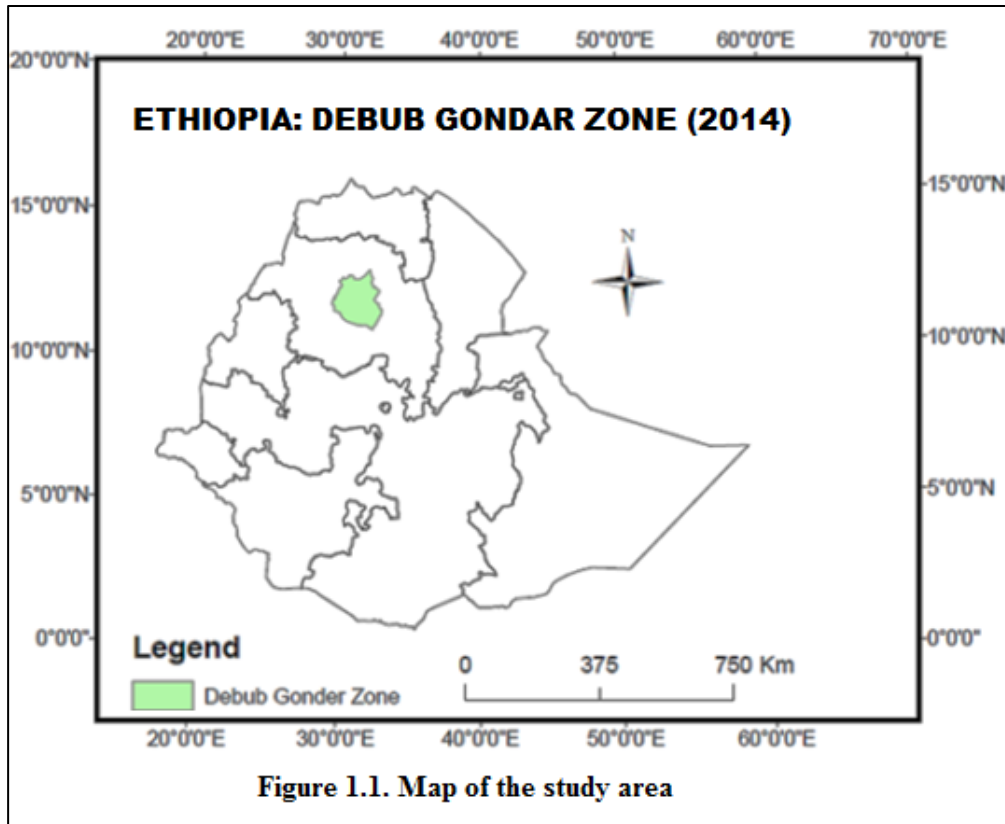 20°0'0"E 30°0'0"E 40°0'0"E 50°0'0"E 60°0'0"E 70°0'0"E
20°0'0"N 20°0'0"N
ETHIOPIA: DEBUB GONDAR ZONE (2014)
15°0'0"N 15°0'0"N
N
10°0'0"N 10°0'0"N
5°0'0"N 5°0'0"N
0°0'0" 0°0'0"
Legend
0 375 750 Km
Debub Gonder Zone
20°0'0"E 30°0'0"E 40°0'0"E 50°0'0"E 60°0'0"E
Figure 1.1. Map of the study area